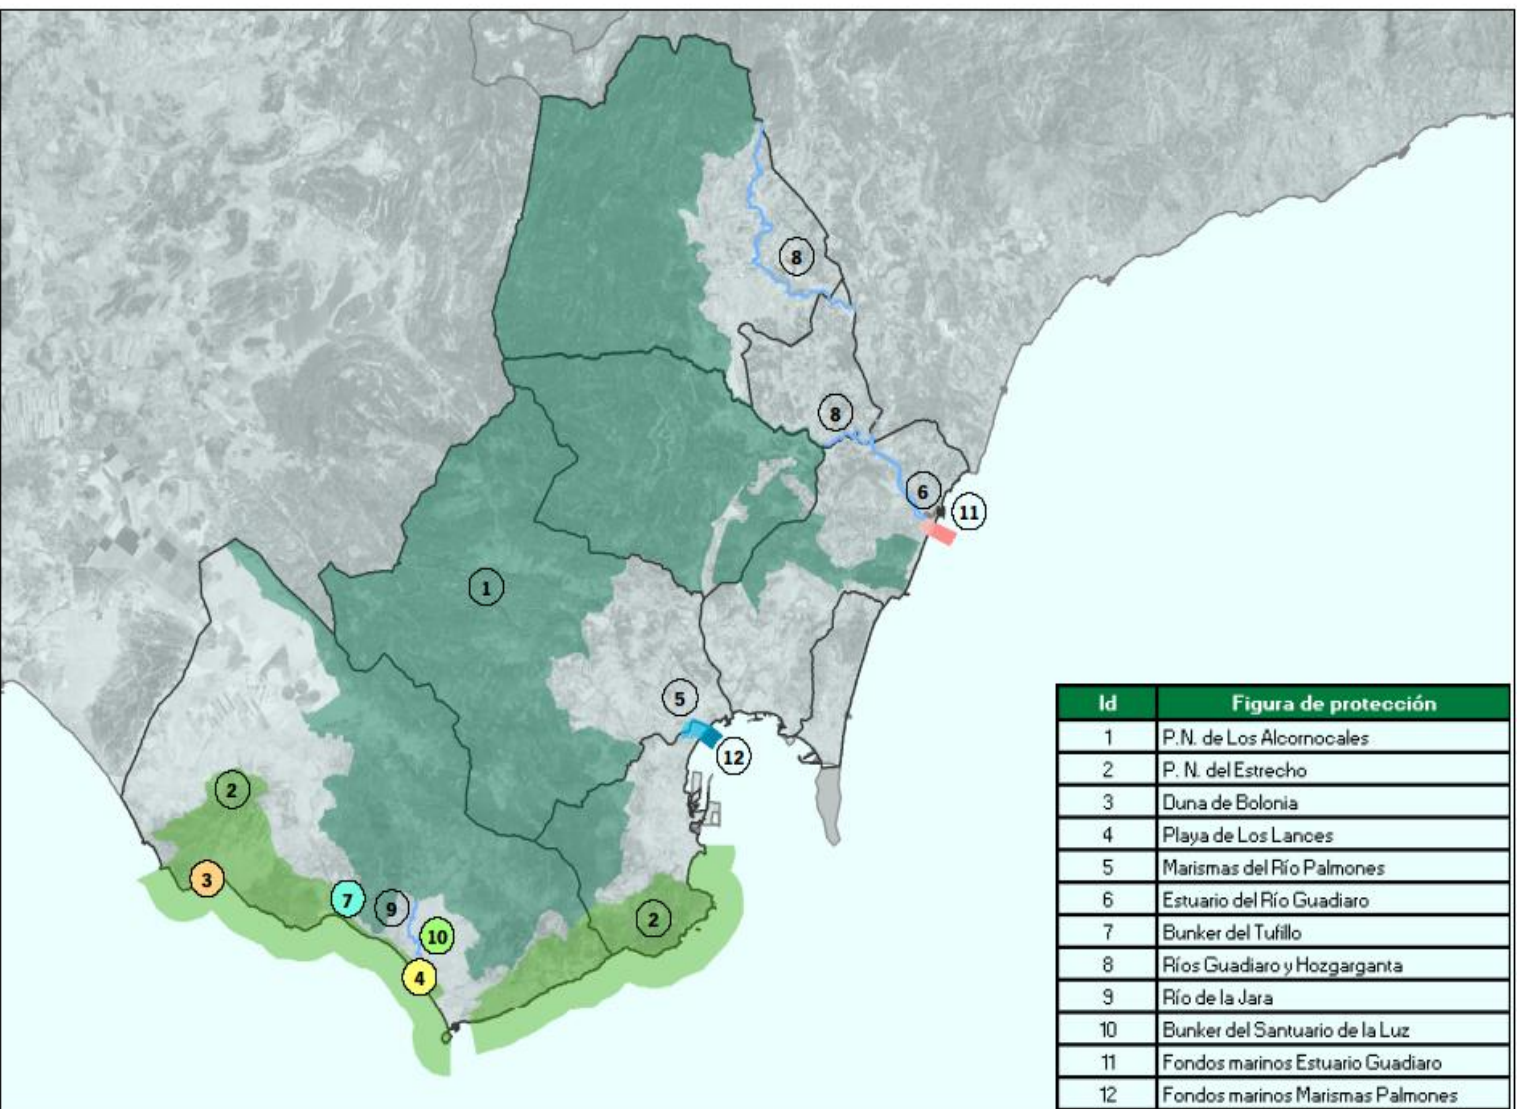 8
8
6
11
1
5
12
2
3
7
9
10
2
4
Id Figura de protección
1 P.N. de Los Alcornocales
2 P. N. del Estrecho
3 Duna de Bolonia
4 Playa de Los Lances
5 Marismas del Río Palmones
6 Estuario del Río Guadiaro
7 Bunker del Tufillo
8 Ríos Guadiaro y Hozgarganta
9 Río de la Jara
10 Bunker del Santuario de la Luz
11 Fondos marinos Estuario Guadiaro
12 Fondos marinos Marismas Palmones